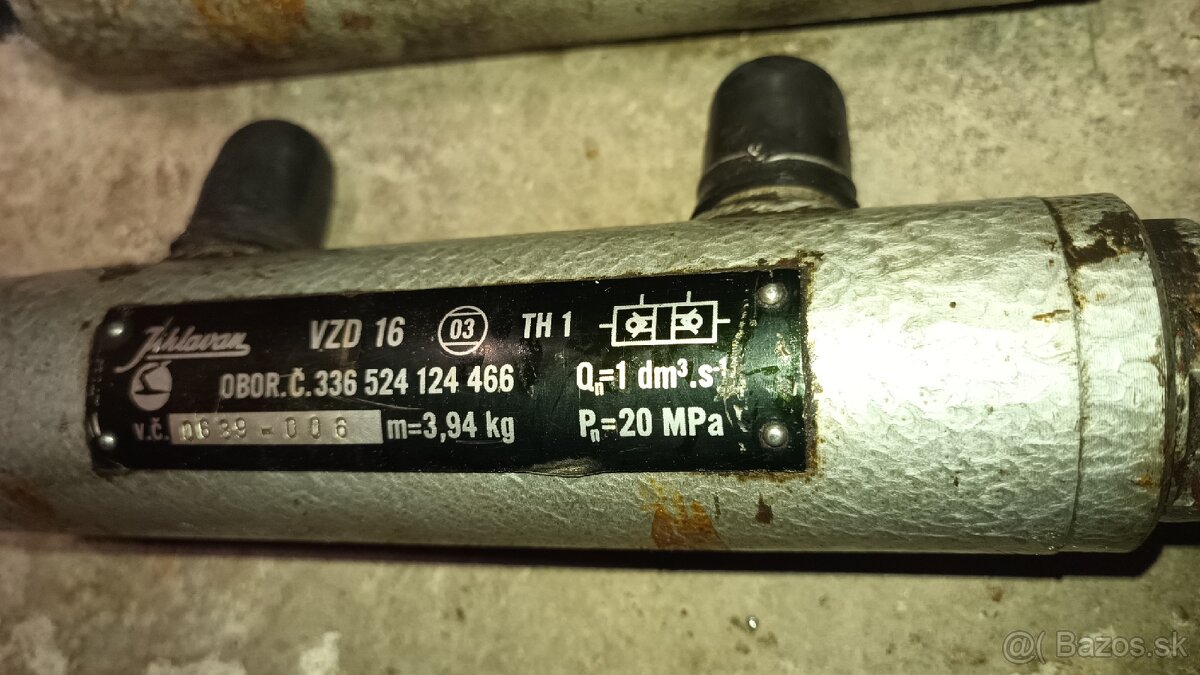 Jihlavan VZD 16 03 TH 1
OBOR.Č.336 524 124 466 Qn=1 dm³.s⁻¹
V.Č. 0689-006 m=3,94 kg Pn=20 MPa
@( Bazos.sk